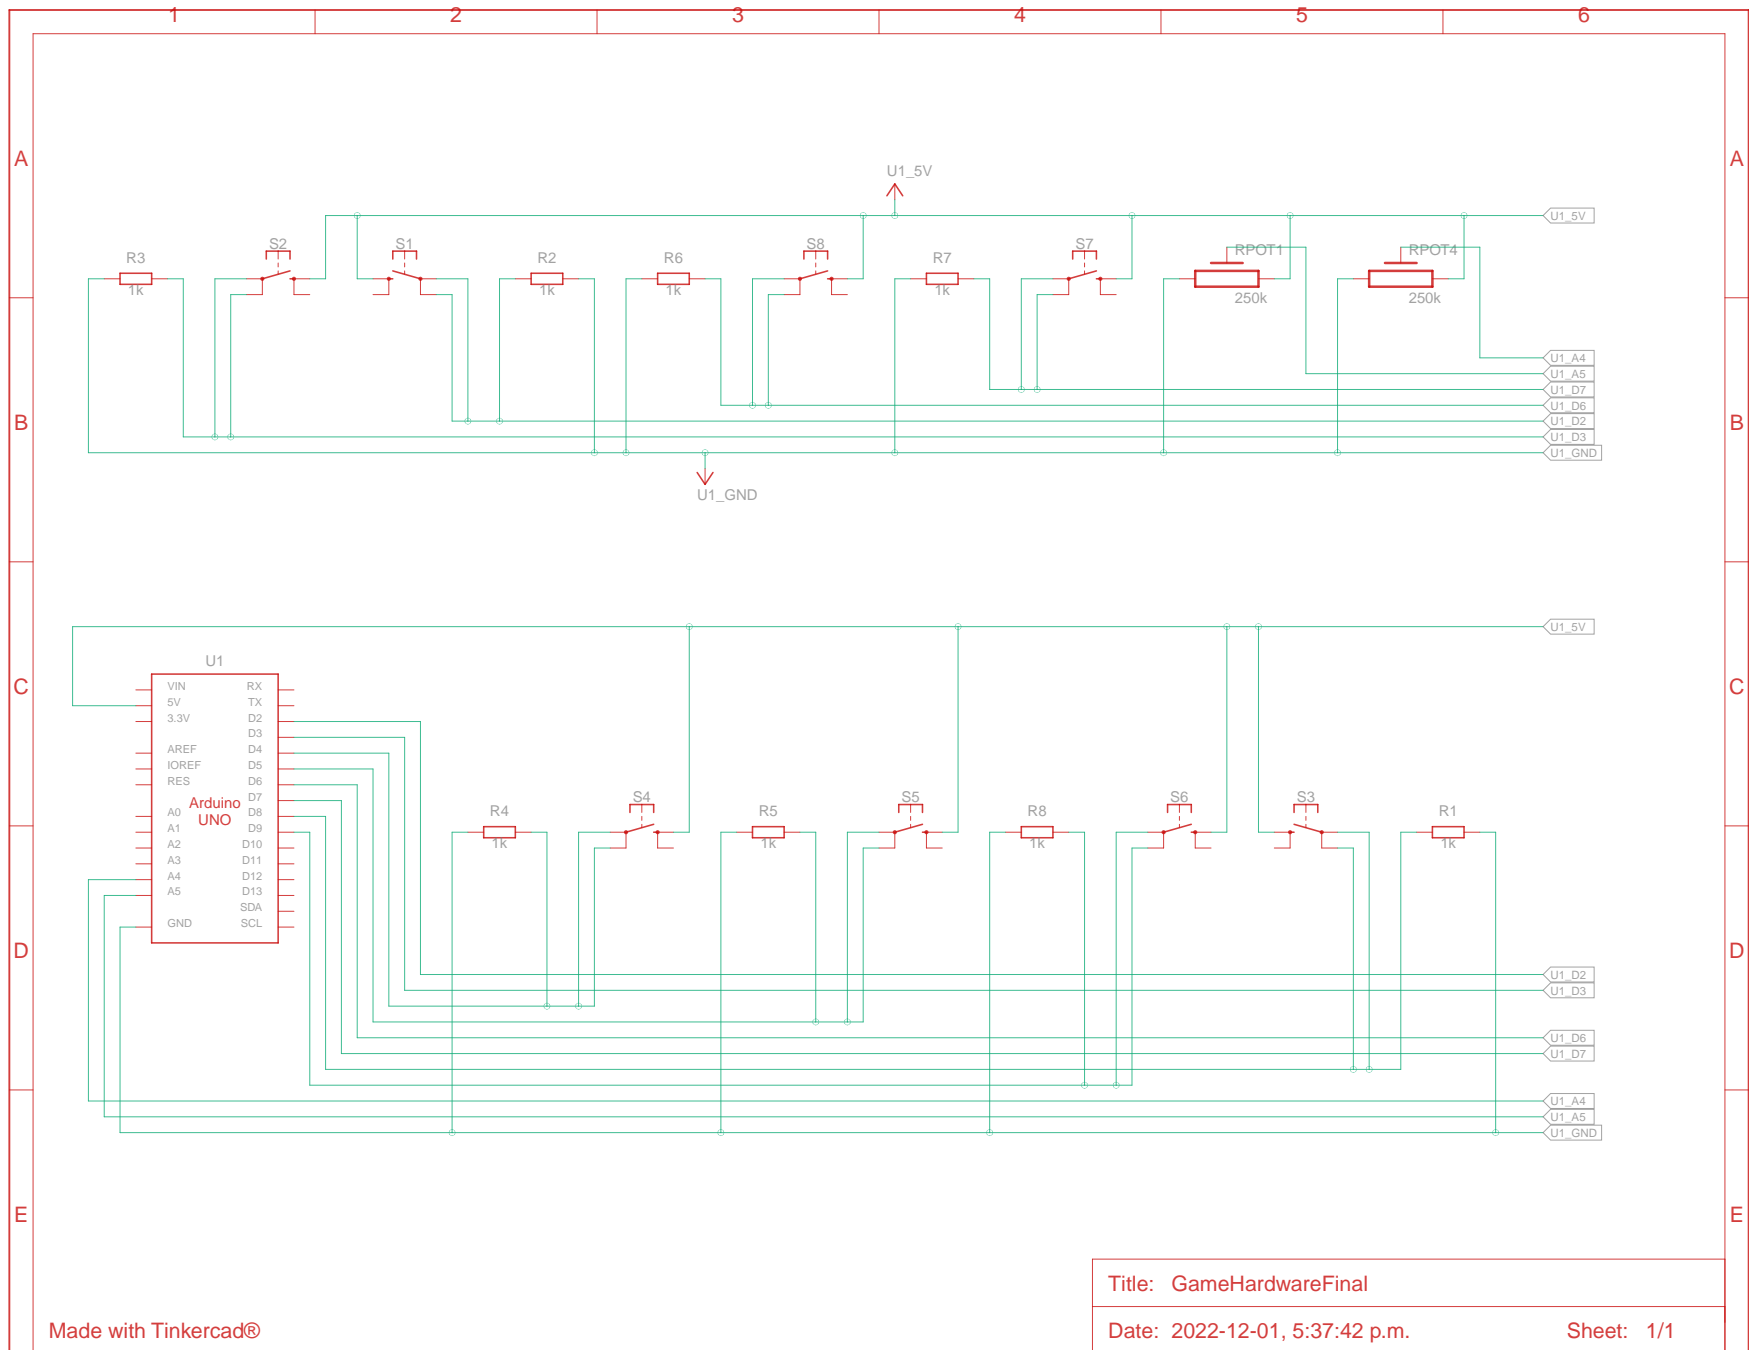 1 2 3 4 5 6
A A
U1_5V
U1_5V
R3 S2 S1 R2 R6 S8 R7 S7 RPOT1 RPOT4
1k 1k 1k 1k 250k 250k
U1_A4
U1_A5
U1_D7
U1_D6
B U1_D2 B
U1_D3
U1_GND
U1_GND
U1_5V
U1
C C
VIN RX
5V TX
3.3V D2
D3
AREF D4
IOREF D5
RES D6
D7
Arduino
UNO
A0 D8
A1 D9
A2 D10
A3 D11
A4 D12
A5 D13
SDA
GND SCL
R4 S4 R5 S5 R8 S6 S3 R1
1k 1k 1k 1k
D D
U1_D2
U1_D3
U1_D6
U1_D7
U1_A4
U1_A5
U1_GND
E E
Title: GameHardwareFinal
Made with Tinkercad®
Date: 2022-12-01, 5:37:42 p.m. Sheet: 1/1